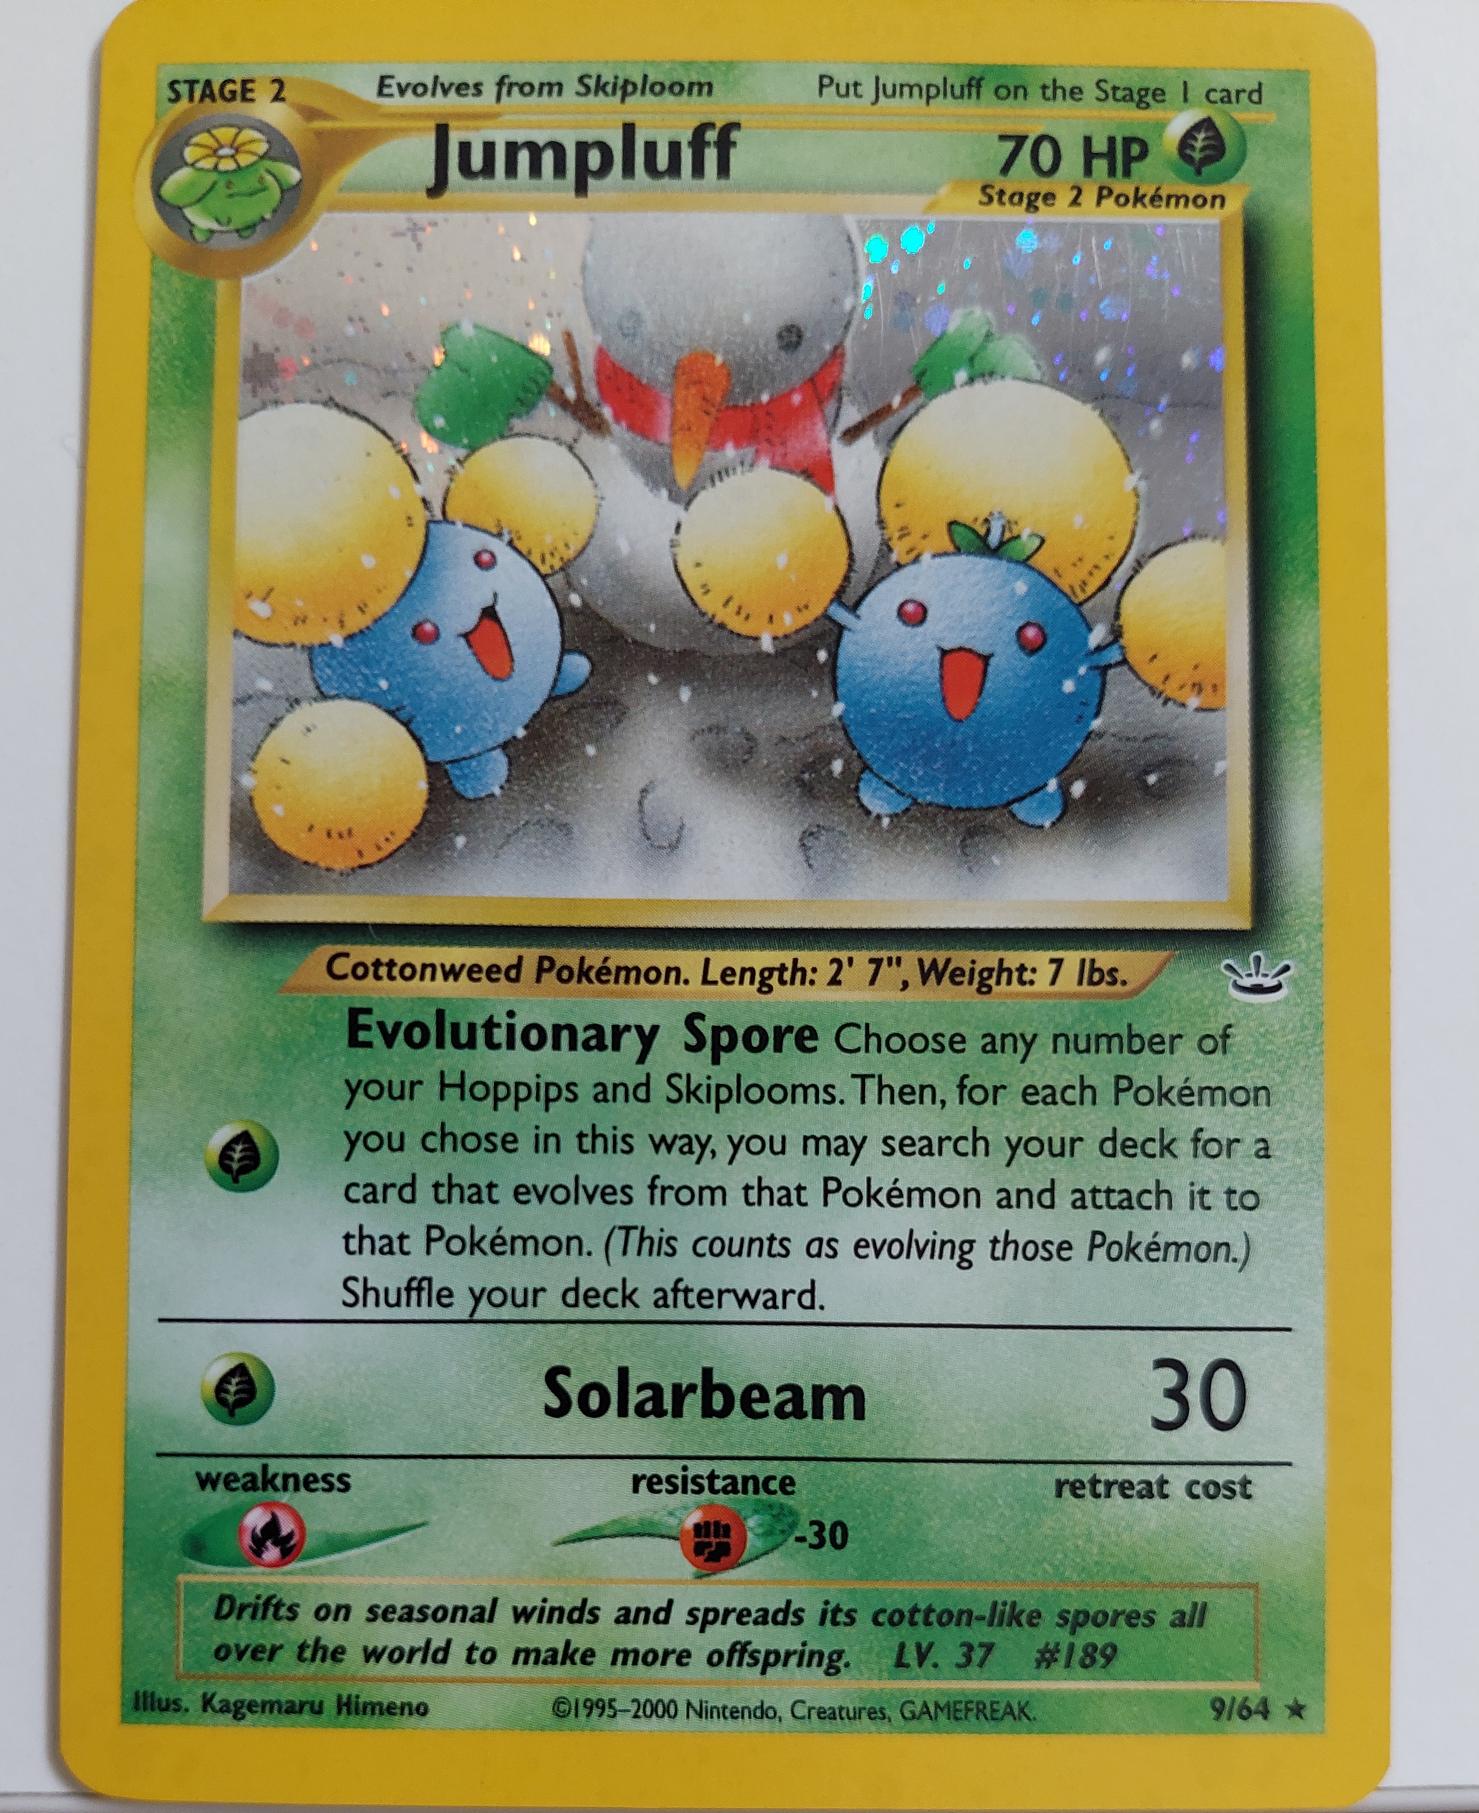 STAGE 2 Evolves from Skiploom Put Jumpluff on the Stage 1 card
Jumpluff 70 HP
Stage 2 Pokémon
Cottonweed Pokémon. Length: 2' 7", Weight: 7 lbs.
Evolutionary Spore Choose any number of
your Hoppips and Skiplooms. Then, for each Pokémon
you chose in this way, you may search your deck for a
card that evolves from that Pokémon and attach it to
that Pokémon. (This counts as evolving those Pokémon.)
Shuffle your deck afterward.
Solarbeam 30
weakness resistance retreat cost
-30
Drifts on seasonal winds and spreads its cotton-like spores all
over the world to make more offspring. LV. 37 #189
Illus. Kagemaru Himeno ©1995–2000 Nintendo, Creatures, GAMEFREAK. 9/64 ★